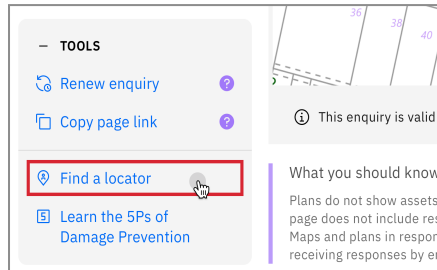 TOOLS
Renew enquiry ?
Copy page link ?
Find a locator
5 Learn the 5Ps of
Damage Prevention
36
38
40
This enquiry is valid
What you should know
Plans do not show assets
page does not include res
Maps and plans in respon
receiving responses by e